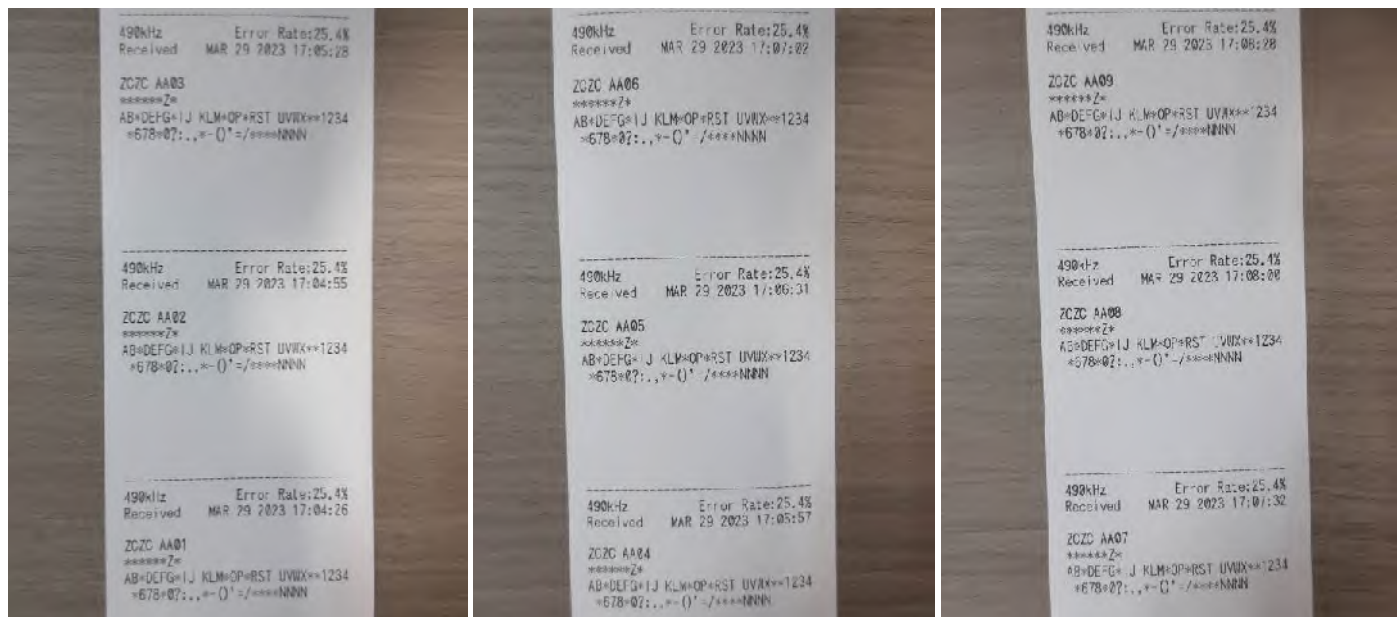 490kHz Error Rate:25.4%
Received MAR 29 2023 17:05:28
ZCZC AA03
******Z*
AB*DEFG*IJ KLM*OP*RST UVWX**1234
*678*0?:.,*-()'=/****NNNN
490kHz Error Rate:25.4%
Received MAR 29 2023 17:04:55
ZCZC AA02
******Z*
AB*DEFG*IJ KLM*OP*RST UVWX**1234
*678*0?:.,*-()'=/****NNNN
490kHz Error Rate:25.4%
Received MAR 29 2023 17:04:26
ZCZC AA01
******Z*
AB*DEFG*IJ KLM*OP*RST UVWX**1234
*678*0?:.,*-()'=/****NNNN
490kHz Error Rate:25.4%
Received MAR 29 2023 17:07:02
ZCZC AA06
******Z*
AB*DEFG*IJ KLM*OP*RST UVWX**1234
*678*0?:.,*-()'=/****NNNN
490kHz Error Rate:25.4%
Received MAR 29 2023 17:06:31
ZCZC AA05
******Z*
AB*DEFG*IJ KLM*OP*RST UVWX**1234
*678*0?:.,*-()'=/****NNNN
490kHz Error Rate:25.4%
Received MAR 29 2023 17:05:57
ZCZC AA04
******Z*
AB*DEFG*IJ KLM*OP*RST UVWX**1234
*678*0?:.,*-()'=/****NNNN
490kHz Error Rate:25.4%
Received MAR 29 2023 17:08:28
ZCZC AA09
******Z*
AB*DEFG*IJ KLM*OP*RST UVWX**1234
*678*0?:.,*-()'=/****NNNN
490kHz Error Rate:25.4%
Received MAR 29 2023 17:08:00
ZCZC AA08
******Z*
AB*DEFG*IJ KLM*OP*RST UVWX**1234
*678*0?:.,*-()'=/****NNNN
490kHz Error Rate:25.4%
Received MAR 29 2023 17:07:32
ZCZC AA07
******Z*
AB*DEFG*IJ KLM*OP*RST UVWX**1234
*678*0?:.,*-()'=/****NNNN